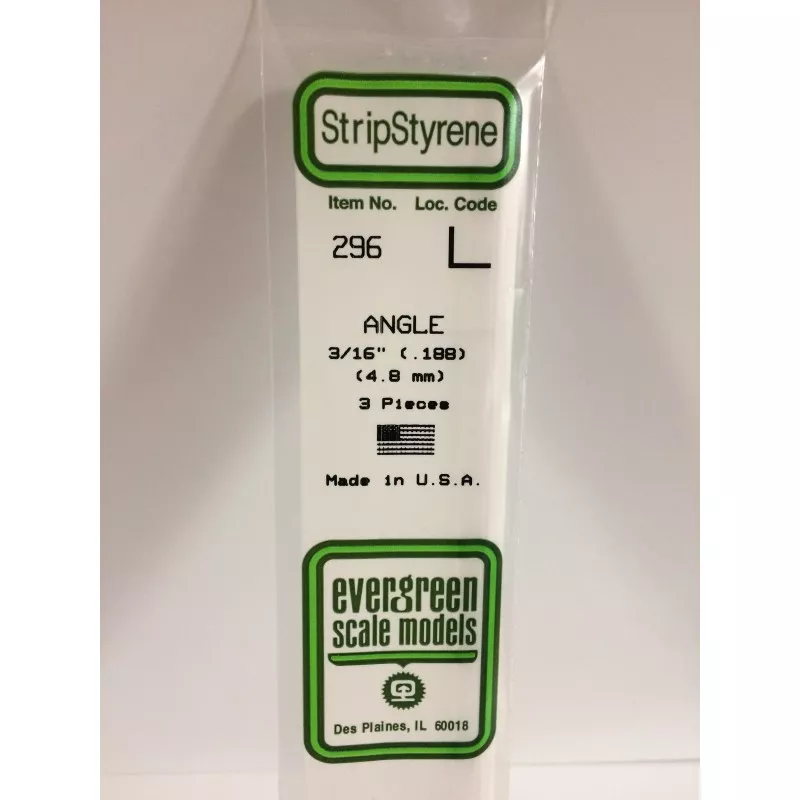 StripStyrene
Item No. Loc. Code
296 L
ANGLE
3/16" (.188)
(4.8 mm)
3 Pieces
Made in U.S.A.
evergreen
scale models
Des Plaines, IL 60018